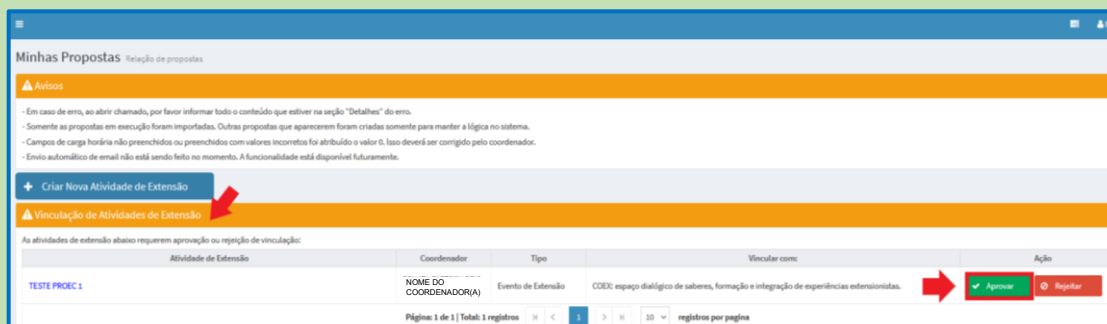 Minhas Propostas Relação de propostas
Avisos
- Em caso de erro, ao abrir chamado, por favor informar todo o conteúdo que estiver na seção "Detalhes" do erro.
- Somente as propostas em execução foram importadas. Outras propostas que aparecerem foram criadas somente para manter a lógica no sistema.
- Campos de carga horária não preenchidos ou preenchidos com valores incorretos foi atribuído o valor 0. Isso deverá ser corrigido pelo coordenador.
- Envio automático de email não está sendo feito no momento. A funcionalidade está disponível futuramente.
+ Criar Nova Atividade de Extensão
Vinculação de Atividades de Extensão
As atividades de extensão abaixo requerem aprovação ou rejeição de vinculação:
Atividade de Extensão Coordenador Tipo Vincular com: Ação
TESTE PROEC 1 NOME DO COORDENADOR(A) Evento de Extensão COEX: espaço dialógico de saberes, formação e integração de experiências extensionistas. Aprovar Rejeitar
Página: 1 de 1 | Total: 1 registros 1 10 registros por pagina